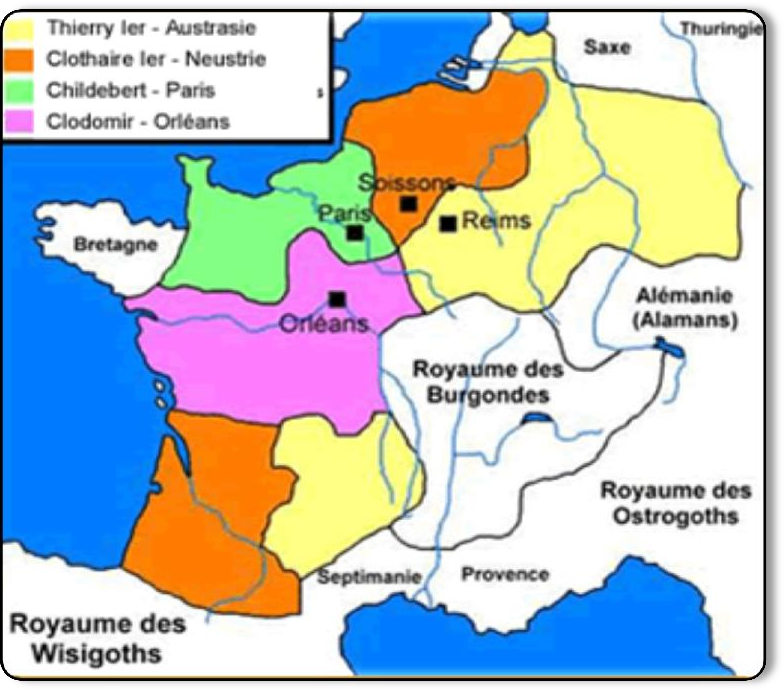 Thierry Ier - Austrasie
Clothaire Ier - Neustrie
Childebert - Paris
s
Clodomir - Orléans
Thuringie
Saxe
Soissons
Paris
Reims
Bretagne
Orléans
Alémanie
(Alamans)
Royaume des
Burgondes
Royaume des
Ostrogoths
Septimanie
Provence
Royaume des
Wisigoths